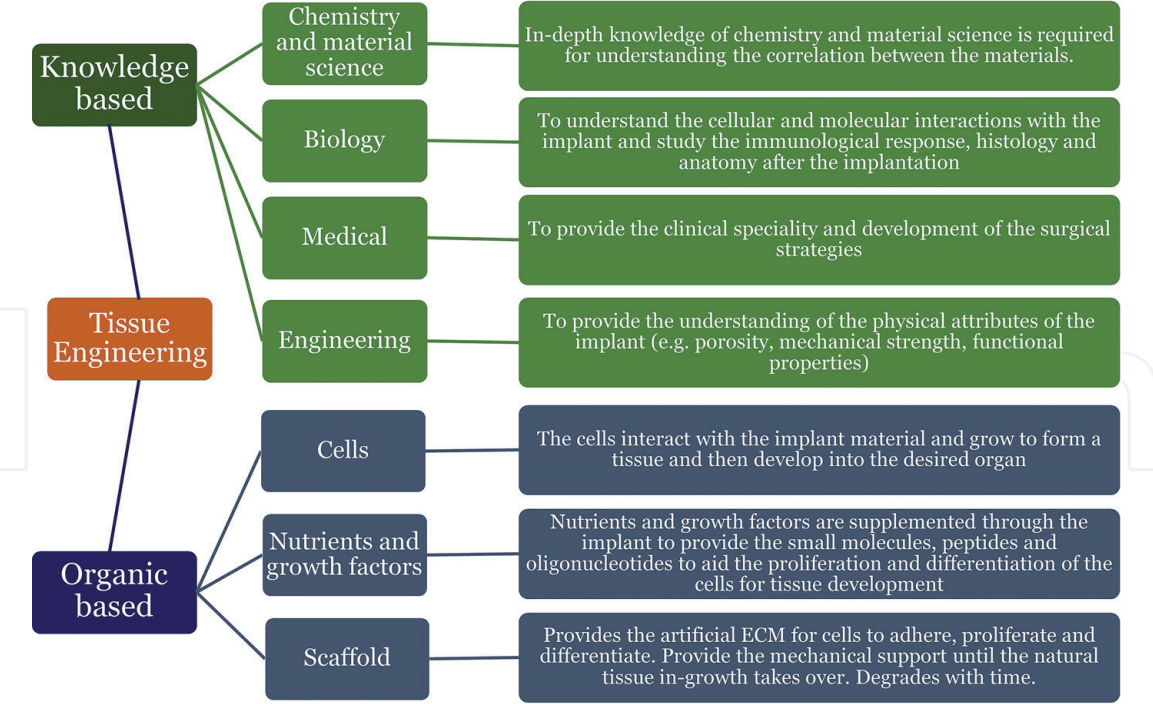 Knowledge
based
Chemistry
and material
science
In-depth knowledge of chemistry and material science is required
for understanding the correlation between the materials.
Biology
To understand the cellular and molecular interactions with the
implant and study the immunological response, histology and
anatomy after the implantation
Medical
To provide the clinical speciality and development of the surgical
strategies
Engineering
To provide the understanding of the physical attributes of the
implant (e.g. porosity, mechanical strength, functional
properties)
Tissue
Engineering
Organic
based
Cells
The cells interact with the implant material and grow to form a
tissue and then develop into the desired organ
Nutrients and
growth factors
Nutrients and growth factors are supplemented through the
implant to provide the small molecules, peptides and
oligonucleotides to aid the proliferation and differentiation of the
cells for tissue development
Scaffold
Provides the artificial ECM for cells to adhere, proliferate and
differentiate. Provide the mechanical support until the natural
tissue in-growth takes over. Degrades with time.